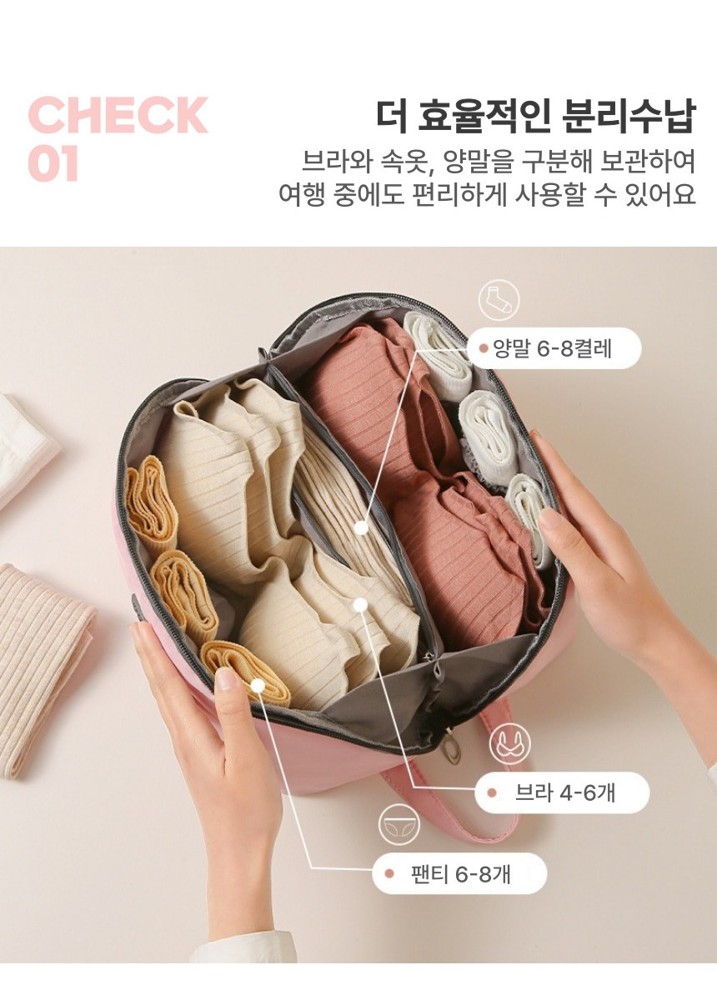 CHECK
01
더 효율적인 분리수납
브라와 속옷, 양말을 구분해 보관하여
여행 중에도 편리하게 사용할 수 있어요
양말 6-8켤레
브라 4-6개
팬티 6-8개